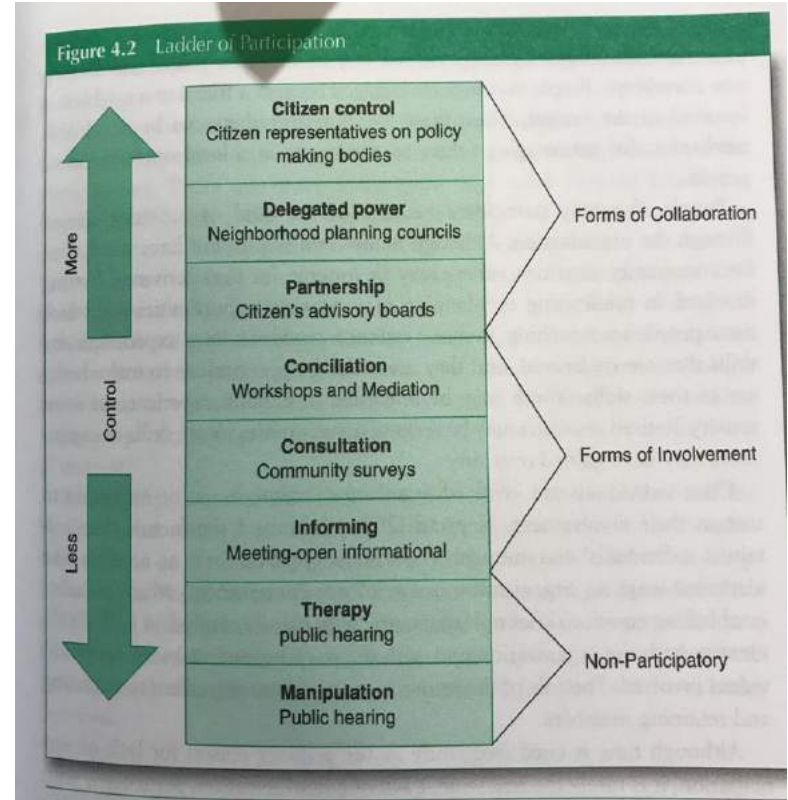 Figure 4.2 Ladder of Participation
Citizen control
Citizen representatives on policy
making bodies
Delegated power
Neighborhood planning councils
Partnership
Citizen's advisory boards
Conciliation
Workshops and Mediation
Consultation
Community surveys
Informing
Meeting-open informational
Therapy
public hearing
Manipulation
Public hearing
More
Control
Less
Forms of Collaboration
Forms of Involvement
Non-Participatory